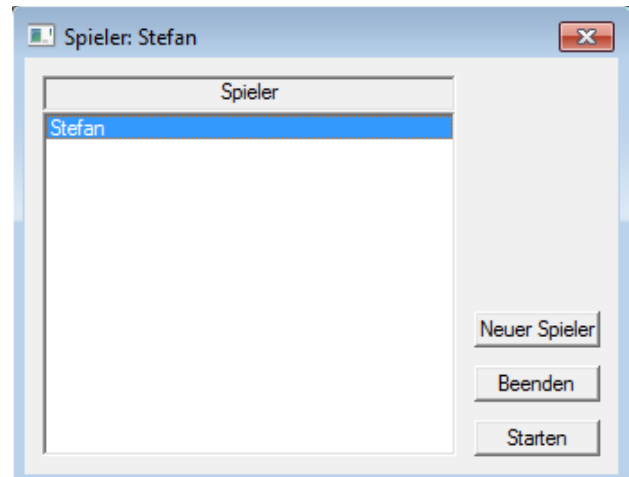 Spieler: Stefan
Spieler
Stefan
Neuer Spieler
Beenden
Starten